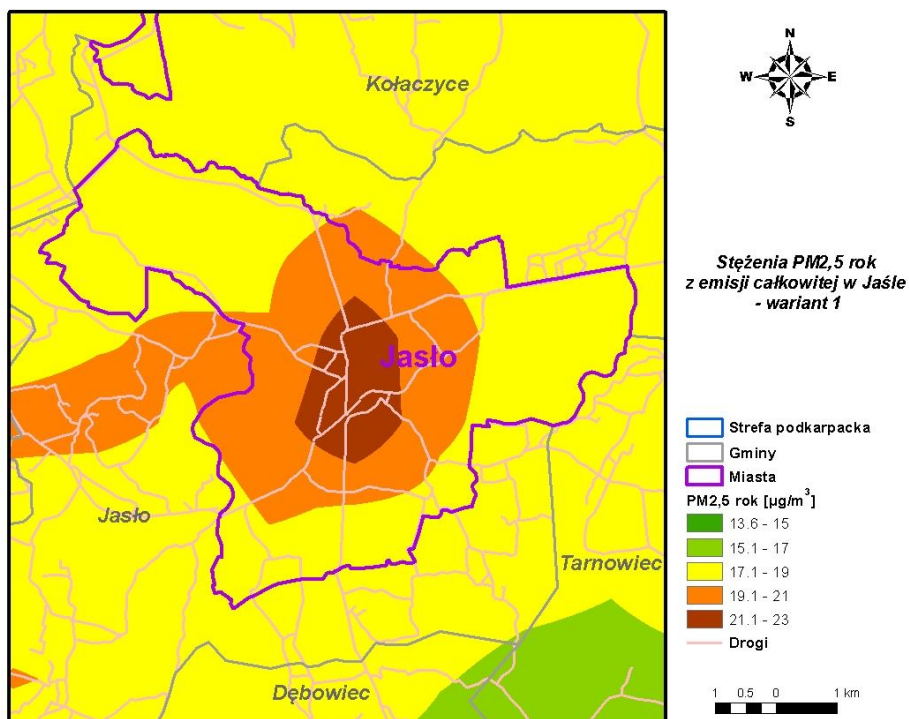 Kołaczyce
Jasło
Jasło
Tarnowiec
Dębowiec
N
W E
S
Stężenia PM2,5 rok
z emisji całkowitej w Jaśle
- wariant 1
Strefa podkarpacka
Gminy
Miasta
PM2,5 rok [µg/m³]
13.6 - 15
15.1 - 17
17.1 - 19
19.1 - 21
21.1 - 23
Drogi
1 0.5 0 1 km